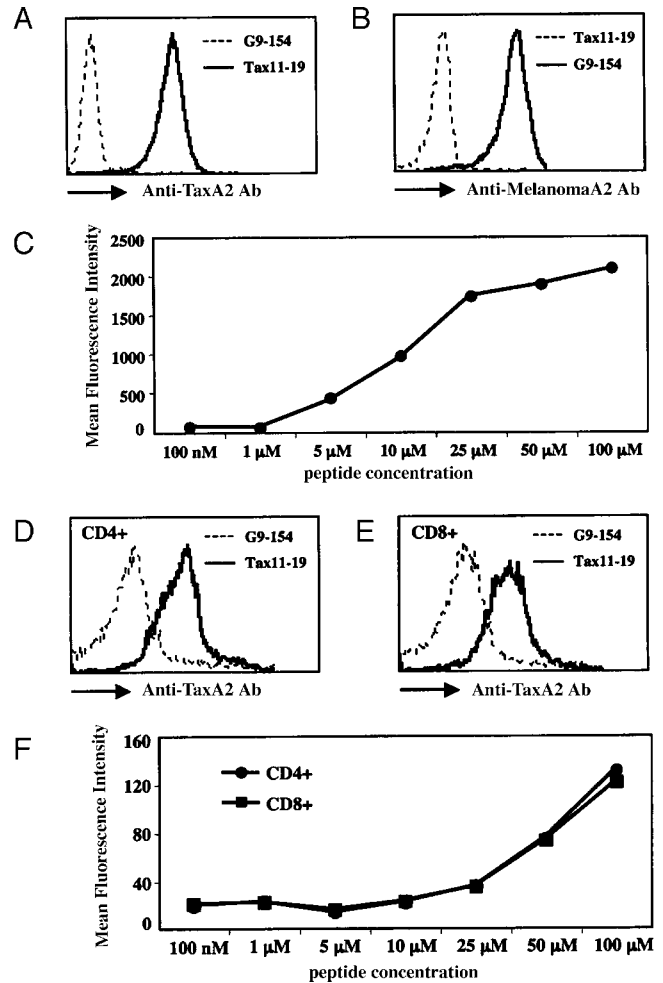 A
G9-154
Tax11-19
Anti-TaxA2 Ab
B
Tax11-19
G9-154
Anti-MelanomaA2 Ab
C
Mean Fluorescence Intensity
2500
2000
1500
1000
500
0
100 nM 1 µM 5 µM 10 µM 25 µM 50 µM 100 µM
peptide concentration
D
CD4+
G9-154
Tax11-19
Anti-TaxA2 Ab
E
CD8+
G9-154
Tax11-19
Anti-TaxA2 Ab
F
Mean Fluorescence Intensity
160
120
80
40
0
CD4+
CD8+
100 nM 1 µM 5 µM 10 µM 25 µM 50 µM 100 µM
peptide concentration